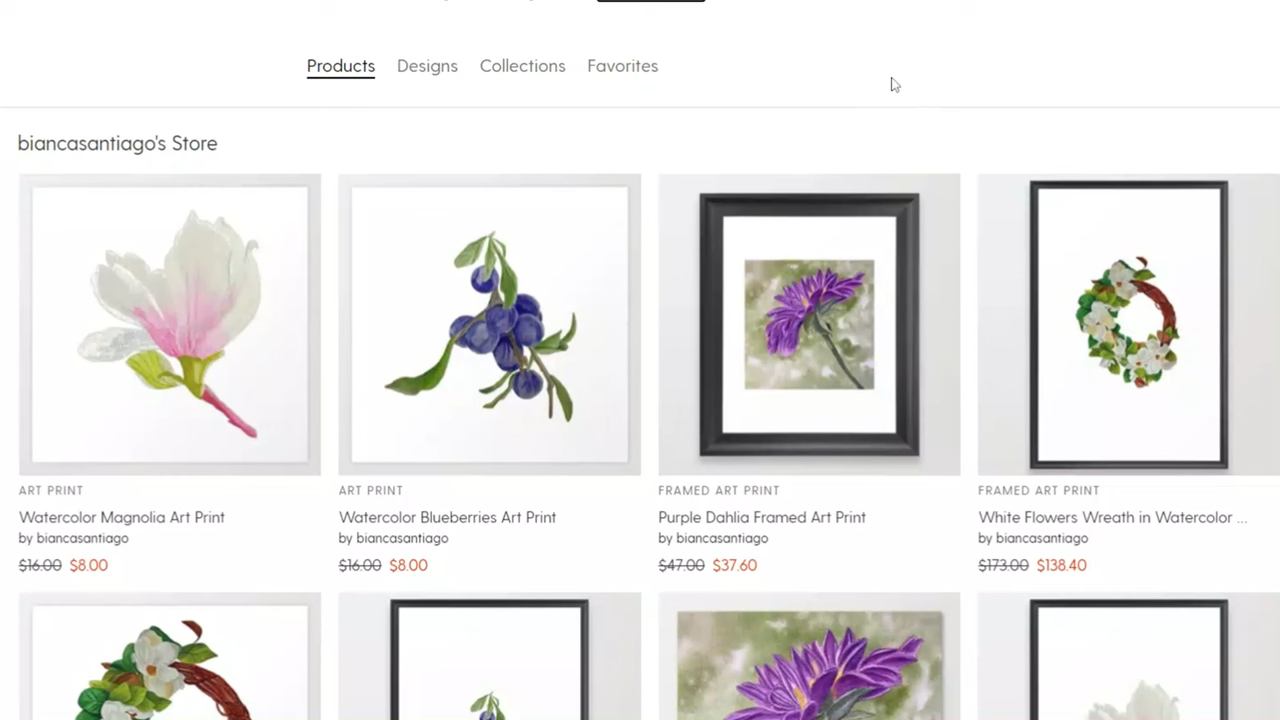 Products Designs Collections Favorites
biancasantiago's Store
ART PRINT
Watercolor Magnolia Art Print
by biancasantiago
$16.00 $8.00
ART PRINT
Watercolor Blueberries Art Print
by biancasantiago
$16.00 $8.00
FRAMED ART PRINT
Purple Dahlia Framed Art Print
by biancasantiago
$47.00 $37.60
FRAMED ART PRINT
White Flowers Wreath in Watercolor ...
by biancasantiago
$173.00 $138.40